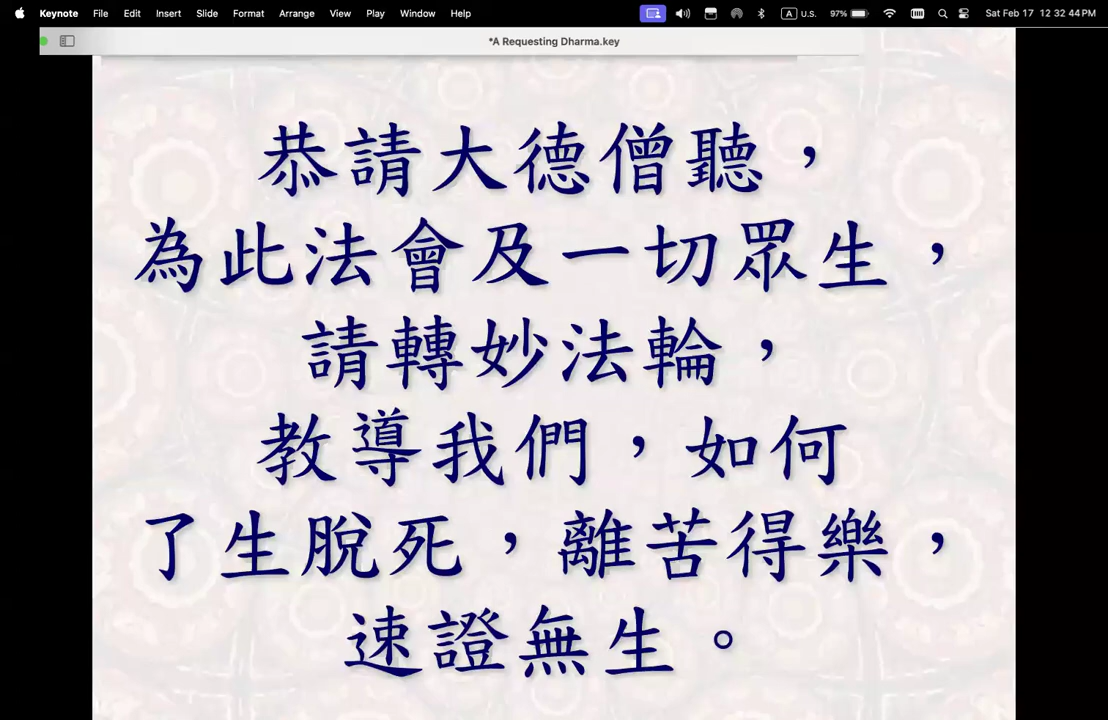 Keynote File Edit Insert Slide Format Arrange View Play Window Help A U.S. 97% Sat Feb 17 12 32 44 PM
*A Requesting Dharma.key
恭請大德僧聽，
為此法會及一切眾生，
請轉妙法輪，
教導我們，如何
了生脫死，離苦得樂，
速證無生。